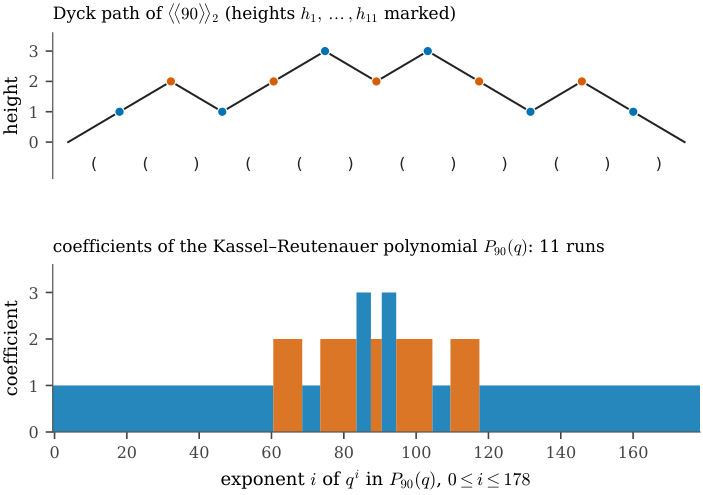 Dyck path of ⟨⟨90⟩⟩₂ (heights h₁, ..., h₁₁ marked)
3
2
1
0
height
( ( ) ( ( ) ( ) ) ( ) )
coefficients of the Kassel–Reutenauer polynomial P₉₀(q): 11 runs
3
2
1
0
coefficient
0 20 40 60 80 100 120 140 160
exponent i of qⁱ in P₉₀(q), 0 ≤ i ≤ 178